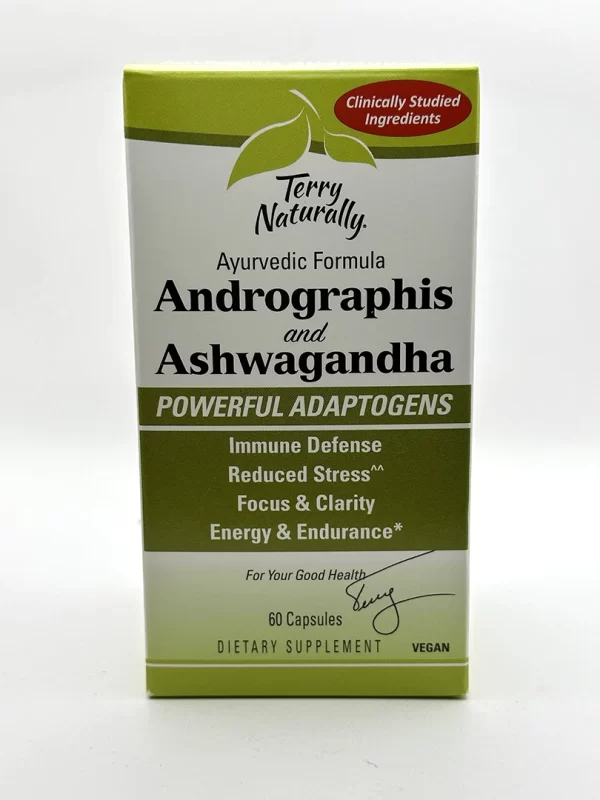 Clinically Studied
Ingredients
Terry
Naturally®
Ayurvedic Formula
Andrographis
and
Ashwagandha
POWERFUL ADAPTOGENS
Immune Defense
Reduced Stress^^
Focus & Clarity
Energy & Endurance*
For Your Good Health,
Terry
60 Capsules
DIETARY SUPPLEMENT
VEGAN